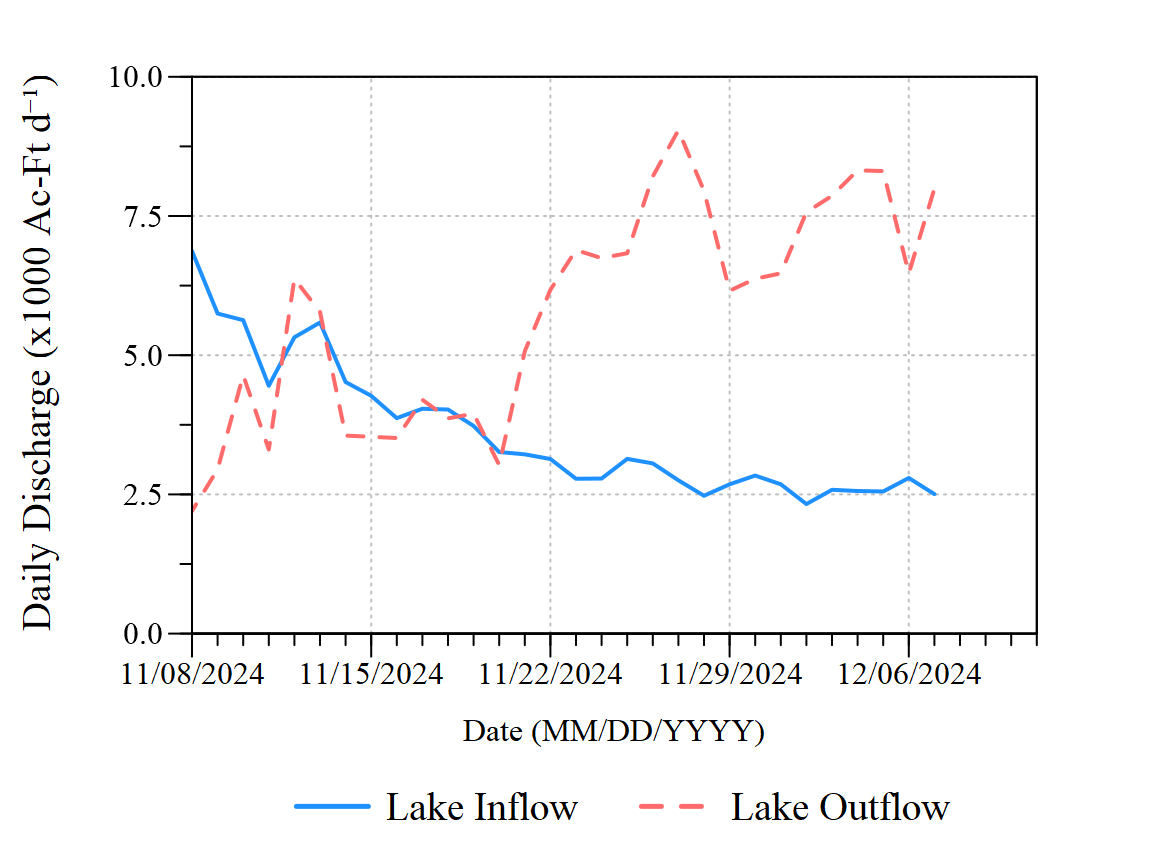 Daily Discharge (x1000 Ac-Ft d⁻¹)
10.0
7.5
5.0
2.5
0.0
11/08/2024 11/15/2024 11/22/2024 11/29/2024 12/06/2024
Date (MM/DD/YYYY)
Lake Inflow Lake Outflow